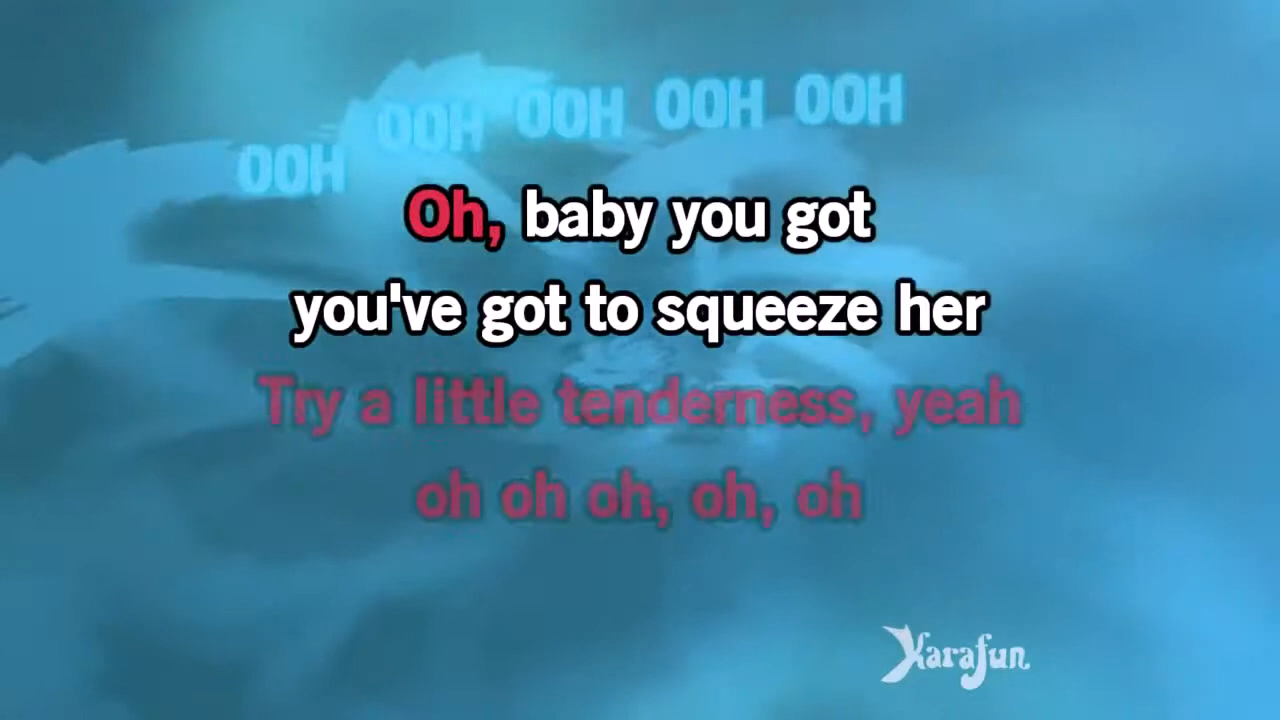 OOH OOH OOH OOH OOH
Oh, baby you got
you've got to squeeze her
Try a little tenderness, yeah
oh oh oh, oh, oh
Karafun